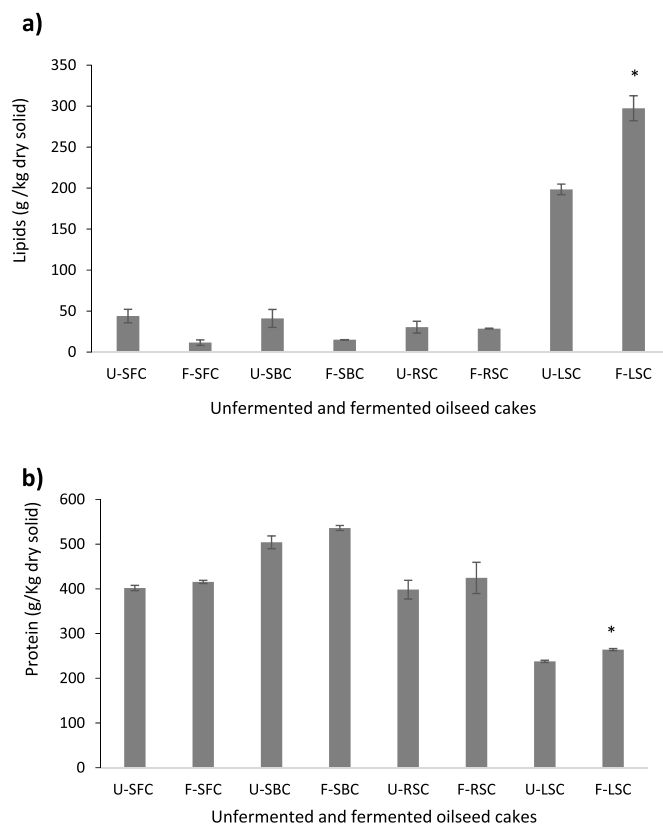 a)
Lipids (g /kg dry solid)
350
300
250
200
150
100
50
0
*
U-SFC F-SFC U-SBC F-SBC U-RSC F-RSC U-LSC F-LSC
Unfermented and fermented oilseed cakes
b)
Protein (g/Kg dry solid)
600
500
400
300
200
100
0
*
U-SFC F-SFC U-SBC F-SBC U-RSC F-RSC U-LSC F-LSC
Unfermented and fermented oilseed cakes